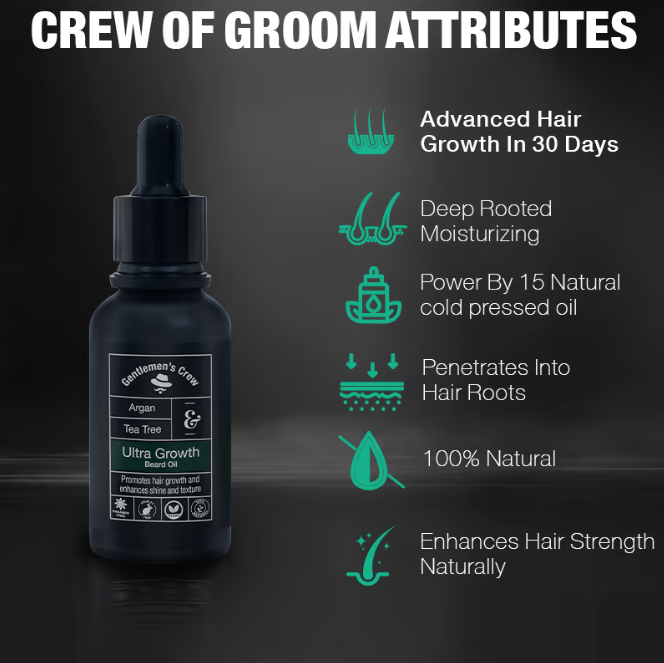 CREW OF GROOM ATTRIBUTES
Advanced Hair
Growth In 30 Days
Deep Rooted
Moisturizing
Power By 15 Natural
cold pressed oil
Penetrates Into
Hair Roots
100% Natural
Enhances Hair Strength
Naturally
Gentlemen's Crew
Argan
&
Tea Tree
Ultra Growth
Beard Oil
Promotes hair growth and
enhances shine and texture